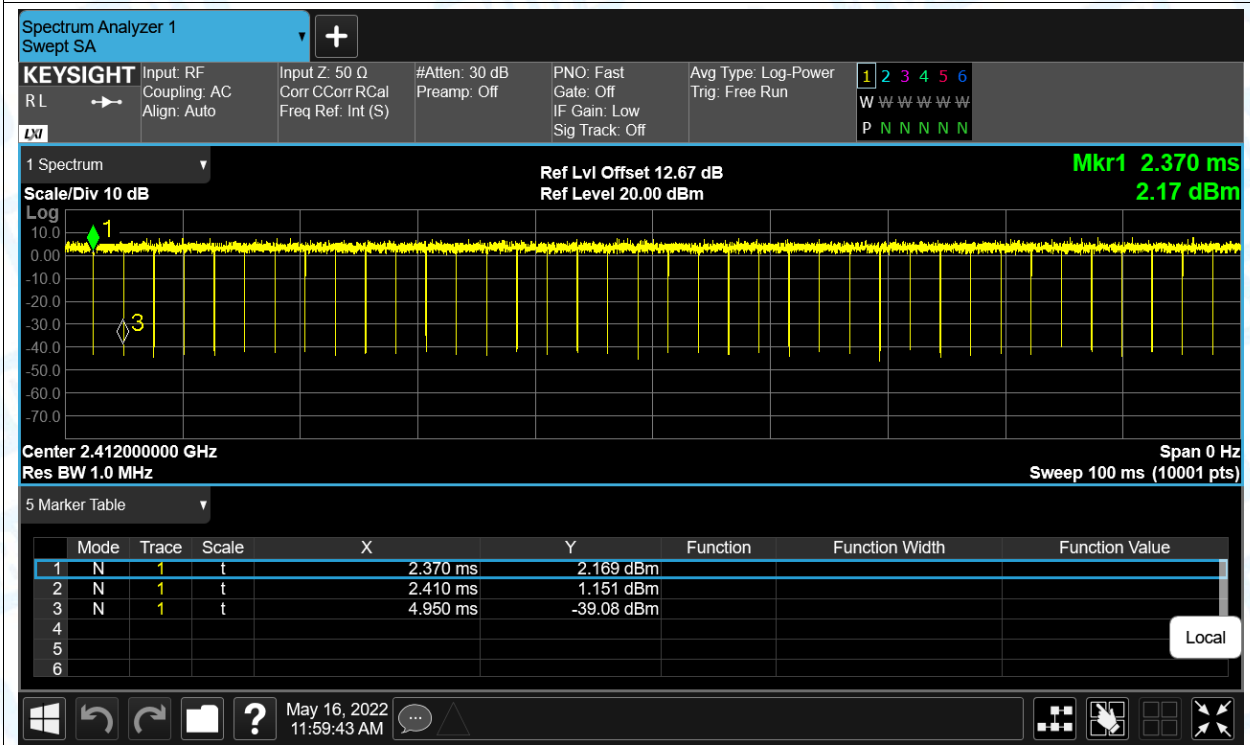 Spectrum Analyzer 1
Swept SA
KEYSIGHT
R L
LXI
Input: RF
Coupling: AC
Align: Auto
Input Z: 50 Ω
Corr CCorr RCal
Freq Ref: Int (S)
#Atten: 30 dB
Preamp: Off
PNO: Fast
Gate: Off
IF Gain: Low
Sig Track: Off
Avg Type: Log-Power
Trig: Free Run
1 2 3 4 5 6
W W W W W W
P N N N N N
1 Spectrum
Scale/Div 10 dB
Ref Lvl Offset 12.67 dB
Ref Level 20.00 dBm
Mkr1 2.370 ms
2.17 dBm
Log
10.0
0.00
-10.0
-20.0
-30.0
-40.0
-50.0
-60.0
-70.0
1
3
Center 2.412000000 GHz
Res BW 1.0 MHz
Span 0 Hz
Sweep 100 ms (10001 pts)
5 Marker Table
Mode Trace Scale X Y Function Function Width Function Value
1 N 1 t 2.370 ms 2.169 dBm
2 N 1 t 2.410 ms 1.151 dBm
3 N 1 t 4.950 ms -39.08 dBm
4
5
6
Local
?
May 16, 2022
11:59:43 AM